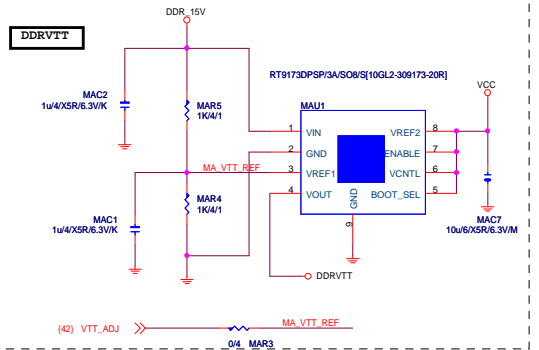 DDR_15V
DDRVTT
RT9173DPSP/3A/SO8/S[10GL2-309173-20R]
VCC
MAC2
1u/4/X5R/6.3V/K
MAR5
1K/4/1
MAU1
1 VIN VREF2 8
2 GND ENABLE 7
MA_VTT_REF 3 VREF1 VCNTL 6
4 VOUT BOOT_SEL 5
GND
9
MAR4
1K/4/1
MAC1
1u/4/X5R/6.3V/K
MAC7
10u/6/X5R/6.3V/M
DDRVTT
{42} VTT_ADJ
MA_VTT_REF
0/4 MAR3